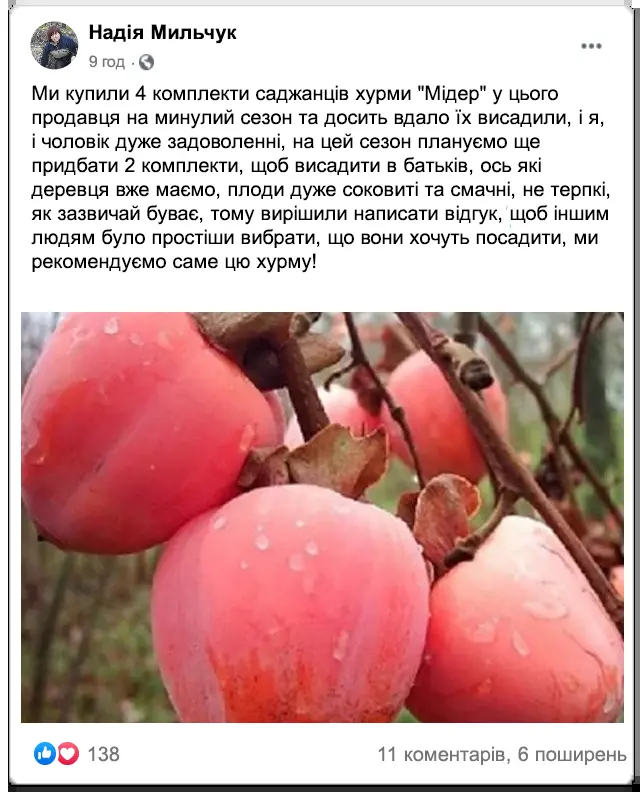 Надія Мильчук
9 год ·
Ми купили 4 комплекти саджанців хурми "Мідер" у цього
продавця на минулий сезон та досить вдало їх висадили, і я,
і чоловік дуже задоволенні, на цей сезон плануємо ще
придбати 2 комплекти, щоб висадити в батьків, ось які
деревця вже маємо, плоди дуже соковиті та смачні, не терпкі,
як зазвичай буває, тому вирішили написати відгук, щоб іншим
людям було простіши вибрати, що вони хочуть посадити, ми
рекомендуємо саме цю хурму!
138
11 коментарів, 6 поширень